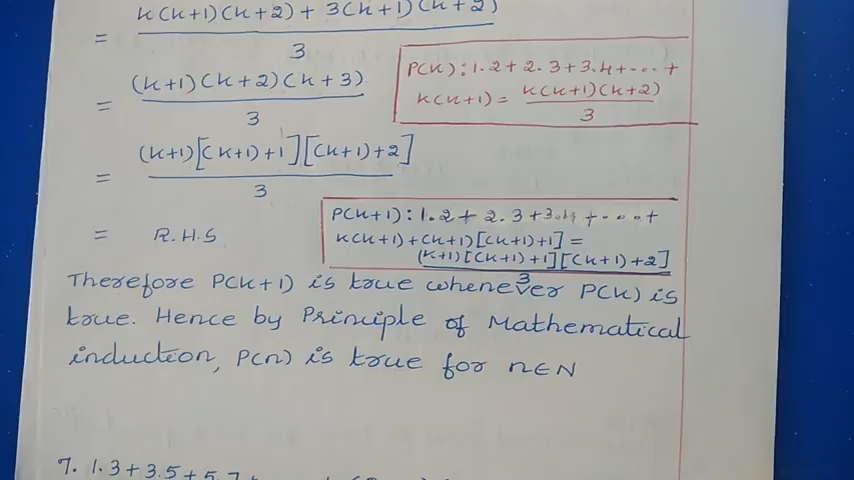 = k(k+1)(k+2) + 3(k+1)(k+2) / 3
= (k+1)(k+2)(k+3) / 3
P(k): 1.2+2.3+3.4+...+
k(k+1) = k(k+1)(k+2) / 3
= (k+1)[(k+1)+1][(k+1)+2] / 3
= R.H.S
P(k+1): 1.2+2.3+3.4+....+
k(k+1)+(k+1)[(k+1)+1] =
(k+1)[(k+1)+1][(k+1)+2] / 3
Therefore P(k+1) is true whenever P(k) is
true. Hence by Principle of Mathematical
induction, P(n) is true for n∈N
7. 1.3+3.5+5.7+